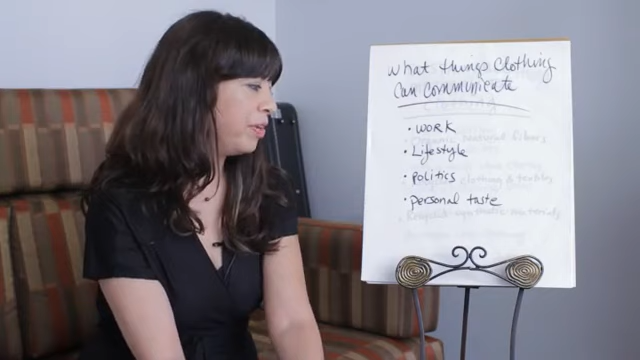 What things Clothing
Can communicate
• WORK
• Lifestyle
• politics
• personal taste